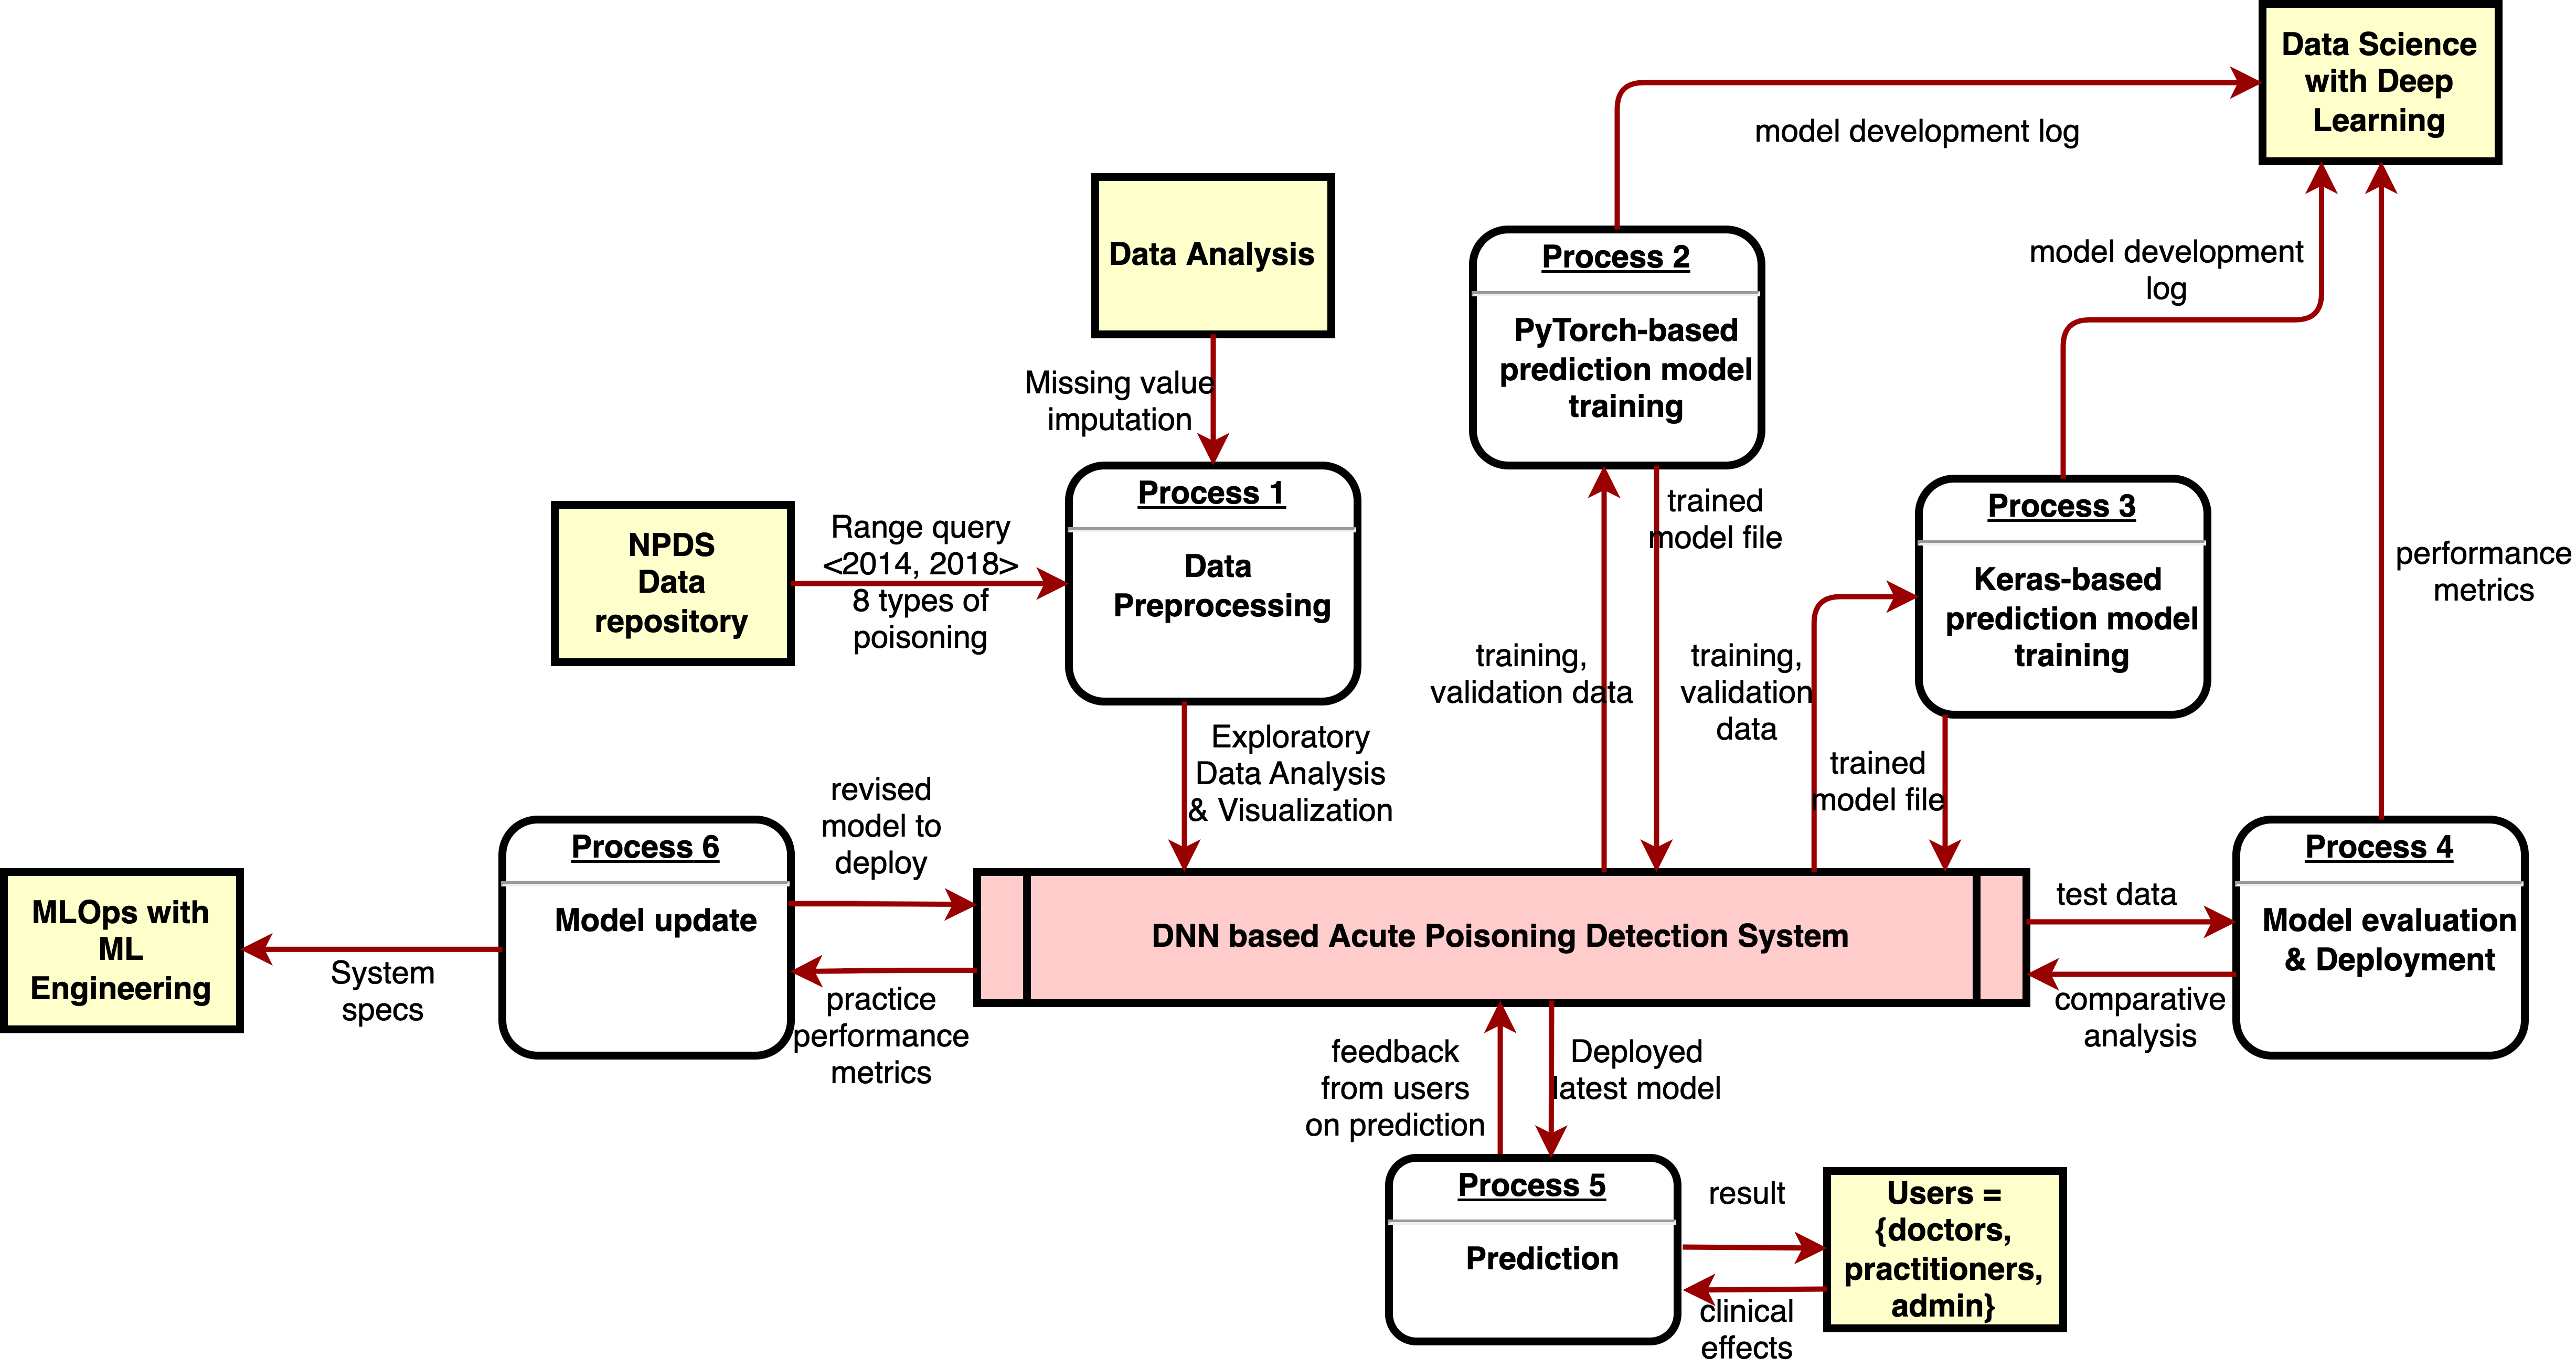 Data Science
with Deep
Learning
model development log
Data Analysis
Process 2
PyTorch-based
prediction model
training
model development
log
Missing value
imputation
Process 1
Data
Preprocessing
NPDS
Data
repository
Range query
<2014, 2018>
8 types of
poisoning
trained
model file
Process 3
Keras-based
prediction model
training
performance
metrics
training,
validation data
training,
validation
data
trained
model file
Exploratory
Data Analysis
& Visualization
revised
model to
deploy
Process 6
Model update
MLOps with
ML
Engineering
System
specs
practice
performance
metrics
DNN based Acute Poisoning Detection System
test data
comparative
analysis
Process 4
Model evaluation
& Deployment
feedback
from users
on prediction
Deployed
latest model
Process 5
Prediction
result
clinical
effects
Users =
{doctors,
practitioners,
admin}